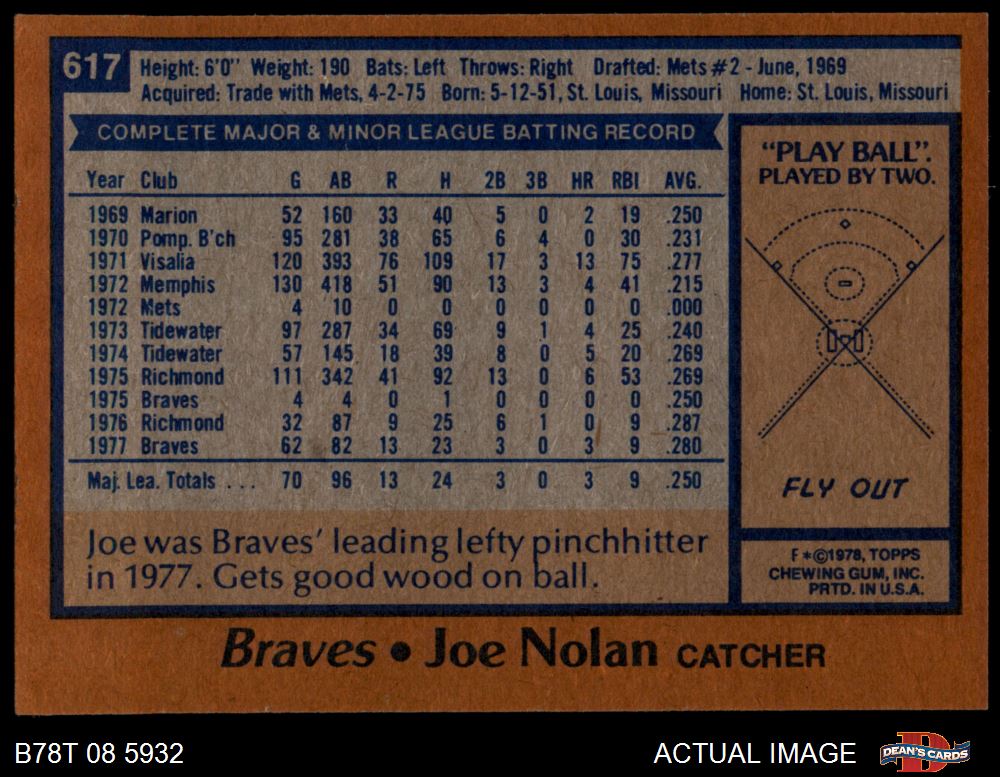 617
Height: 6'0" Weight: 190 Bats: Left Throws: Right Drafted: Mets #2 - June, 1969
Acquired: Trade with Mets, 4-2-75 Born: 5-12-51, St. Louis, Missouri Home: St. Louis, Missouri
COMPLETE MAJOR & MINOR LEAGUE BATTING RECORD
Year Club G AB R H 2B 3B HR RBI AVG.
1969 Marion 52 160 33 40 5 0 2 19 .250
1970 Pomp. B'ch 95 281 38 65 6 4 0 30 .231
1971 Visalia 120 393 76 109 17 3 13 75 .277
1972 Memphis 130 418 51 90 13 3 4 41 .215
1972 Mets 4 10 0 0 0 0 0 0 .000
1973 Tidewater 97 287 34 69 9 1 4 25 .240
1974 Tidewater 57 145 18 39 8 0 5 20 .269
1975 Richmond 111 342 41 92 13 0 6 53 .269
1975 Braves 4 4 0 1 0 0 0 0 .250
1976 Richmond 32 87 9 25 6 1 0 9 .287
1977 Braves 62 82 13 23 3 0 3 9 .280
Maj. Lea. Totals . . . 70 96 13 24 3 0 3 9 .250
Joe was Braves' leading lefty pinchhitter
in 1977. Gets good wood on ball.
"PLAY BALL".
PLAYED BY TWO.
FLY OUT
F *©1978, TOPPS
CHEWING GUM, INC.
PRTD. IN U.S.A.
Braves • Joe Nolan CATCHER
B78T 08 5932
ACTUAL IMAGE
D
DEAN'S CARDS